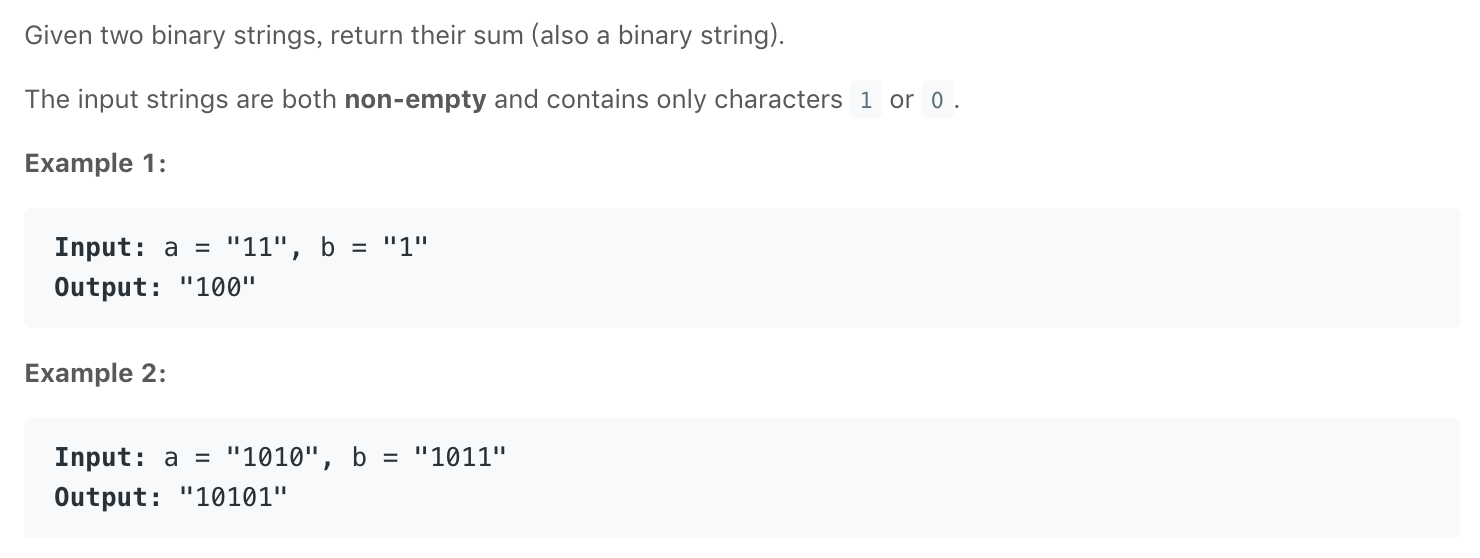 Given two binary strings, return their sum (also a binary string).
The input strings are both non-empty and contains only characters 1 or 0 .
Example 1:
Input: a = "11", b = "1"
Output: "100"
Example 2:
Input: a = "1010", b = "1011"
Output: "10101"